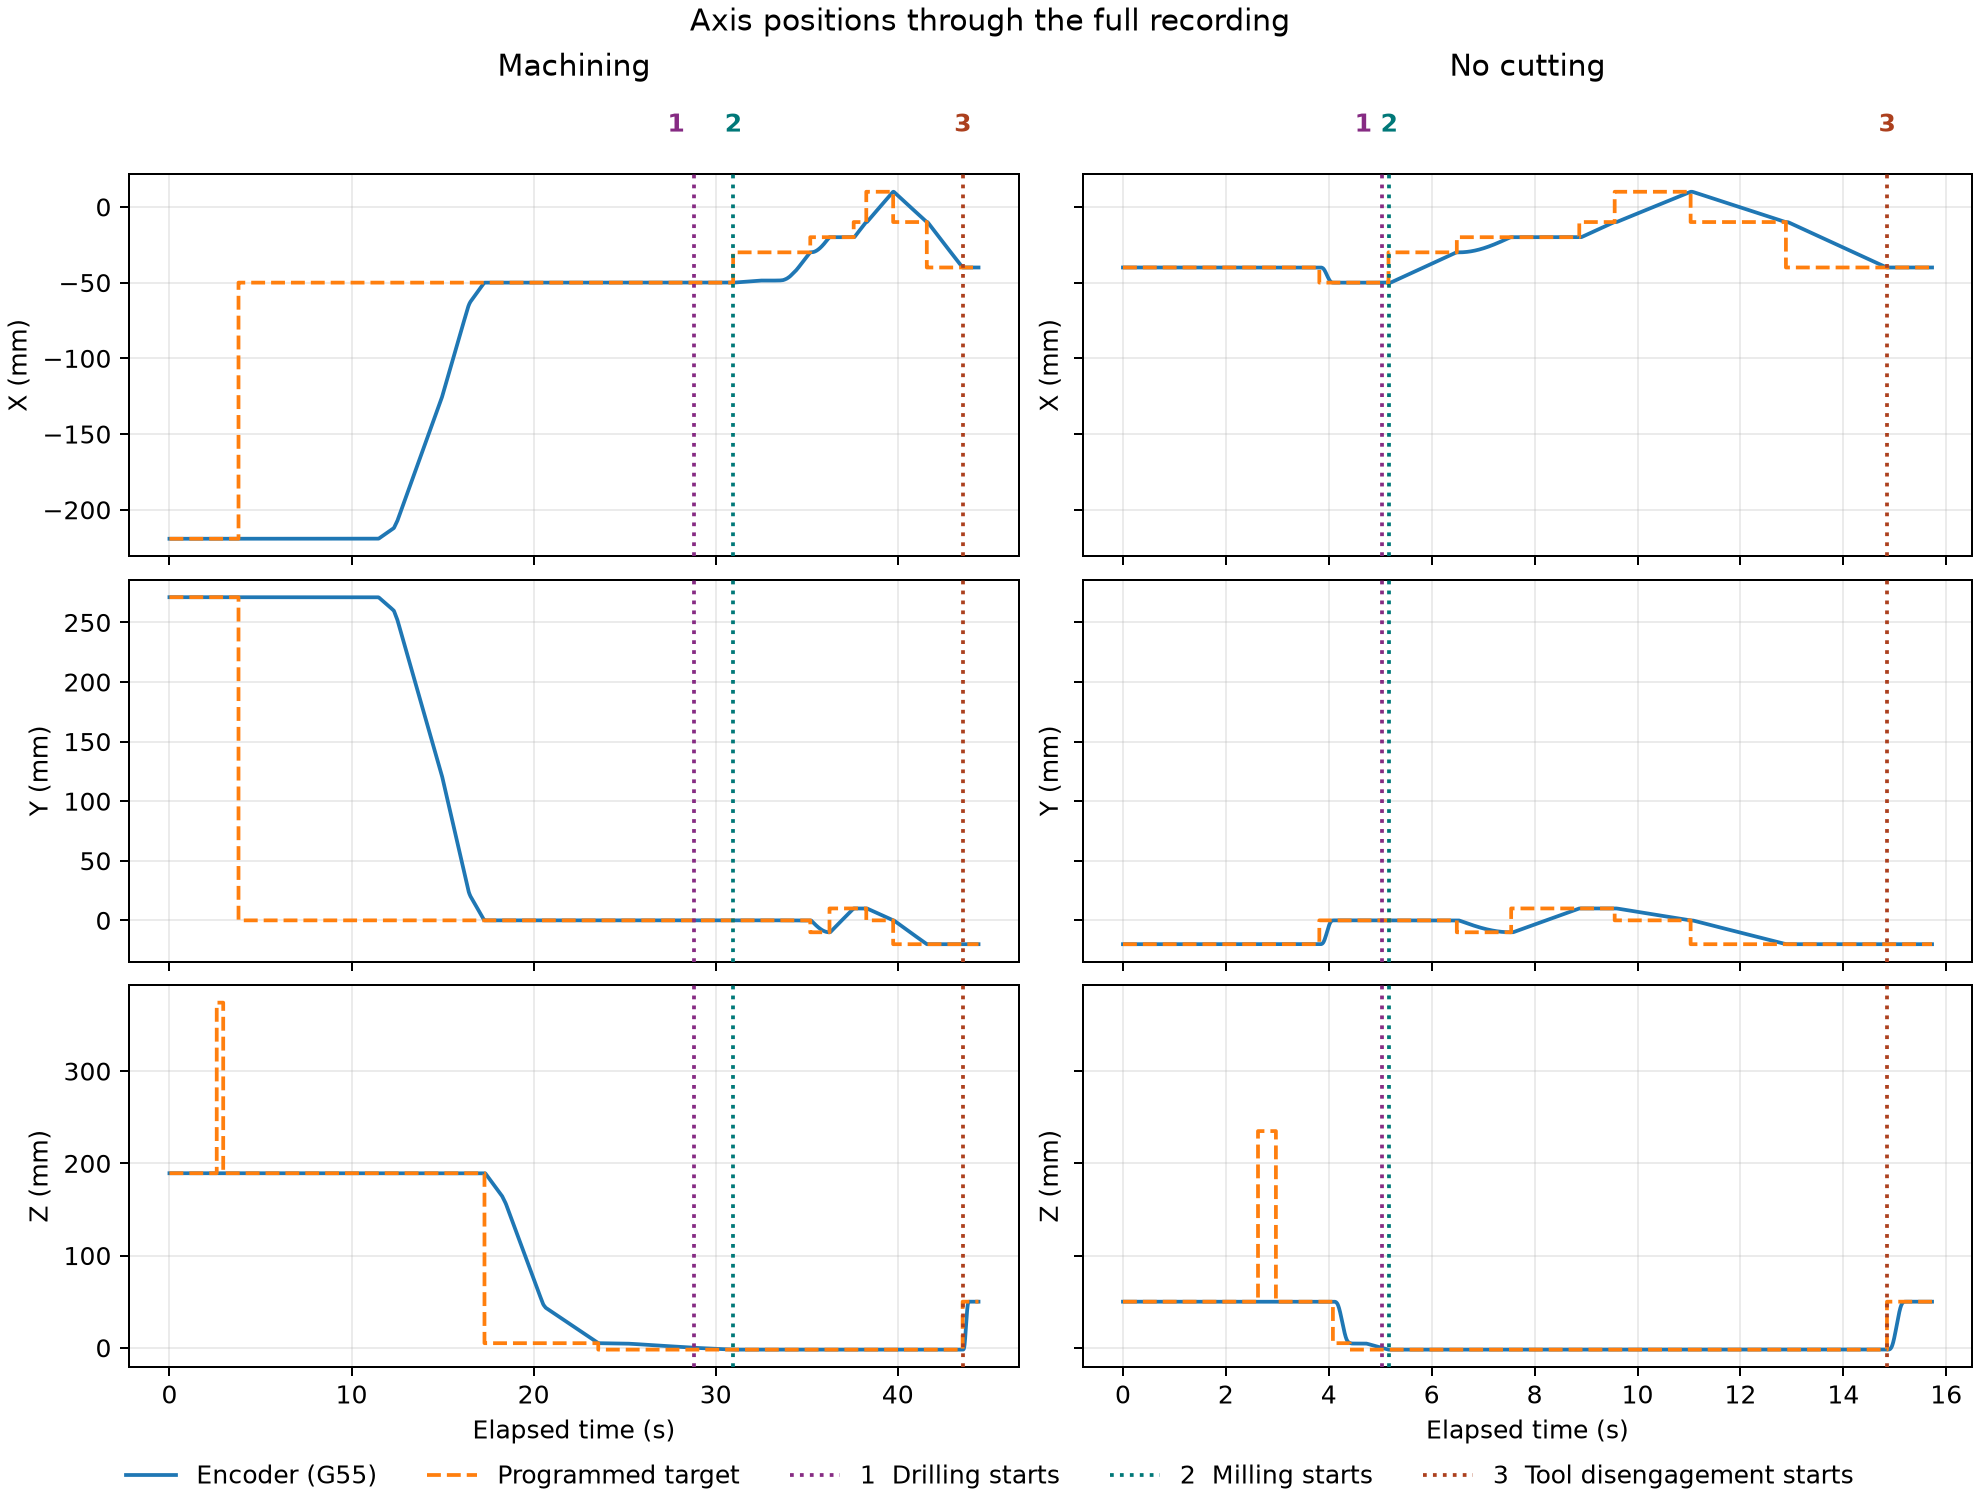 Axis positions through the full recording
Machining
No cutting
1 2 3
1 2 3
0
−50
−100
−150
−200
X (mm)
X (mm)
250
200
150
100
50
0
Y (mm)
Y (mm)
300
200
100
0
Z (mm)
Z (mm)
0 10 20 30 40
0 2 4 6 8 10 12 14 16
Elapsed time (s)
Elapsed time (s)
Encoder (G55) Programmed target 1 Drilling starts 2 Milling starts 3 Tool disengagement starts